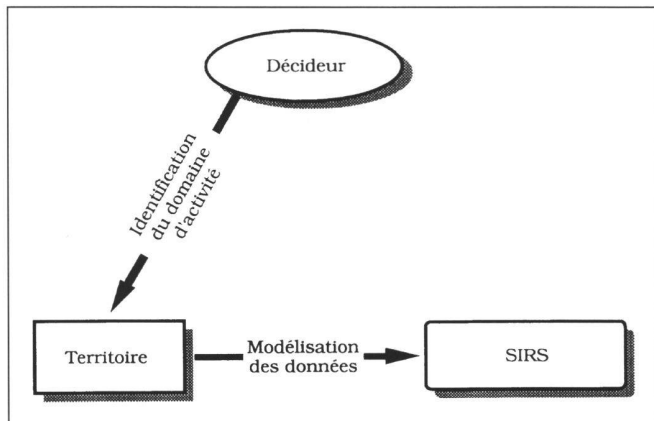 Décideur
Identification
du domaine
d'activité
Territoire
Modélisation
des données
SIRS